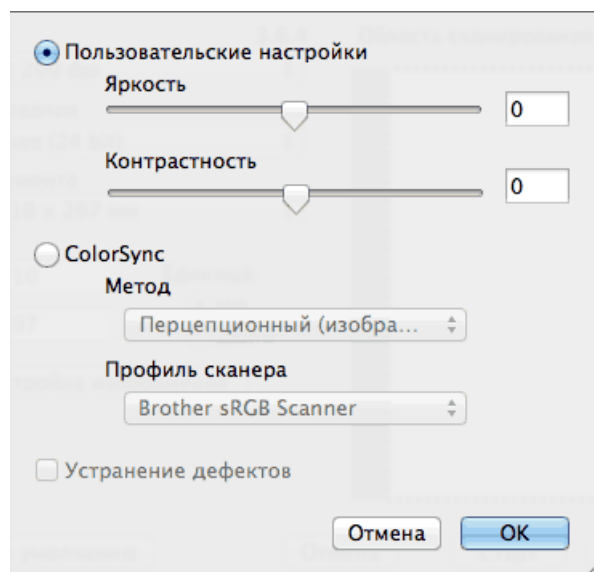 Пользовательские настройки
Яркость
0
Контрастность
0
ColorSync
Метод
Перцепционный (изобра...
Профиль сканера
Brother sRGB Scanner
Устранение дефектов
Отмена
OK